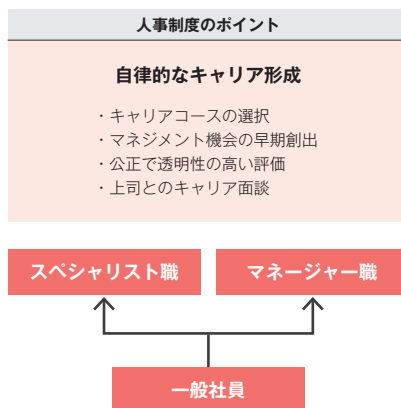 人事制度のポイント
自律的なキャリア形成
・キャリアコースの選択
・マネジメント機会の早期創出
・公正で透明性の高い評価
・上司とのキャリア面談
スペシャリスト職
マネージャー職
一般社員